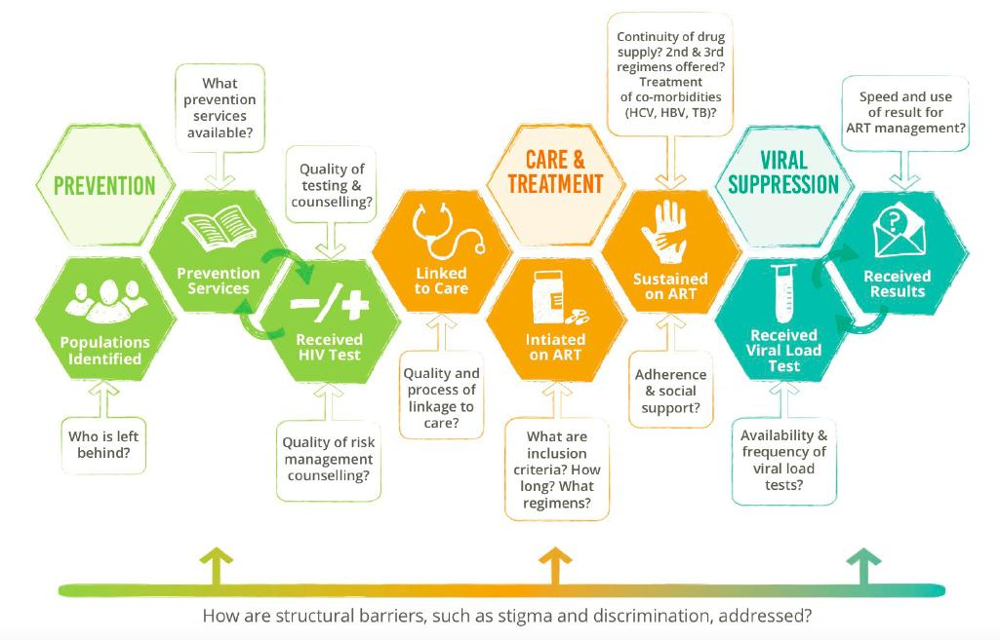 What
prevention
services
available?
Continuity of drug
supply? 2nd & 3rd
regimens offered?
Treatment
of co-morbidities
(HCV, HBV, TB)?
Speed and use
of result for
ART management?
Quality of
testing &
counselling?
PREVENTION
CARE &
TREATMENT
VIRAL
SUPPRESSION
Populations
Identified
Prevention
Services
-/+
Received
HIV Test
Linked
to Care
Intiated
on ART
Sustained
on ART
Received
Viral Load
Test
?
Received
Results
Who is left
behind?
Quality of risk
management
counselling?
Quality and
process of
linkage to
care?
What are
inclusion
criteria? How
long? What
regimens?
Adherence
& social
support?
Availability &
frequency of
viral load
tests?
How are structural barriers, such as stigma and discrimination, addressed?